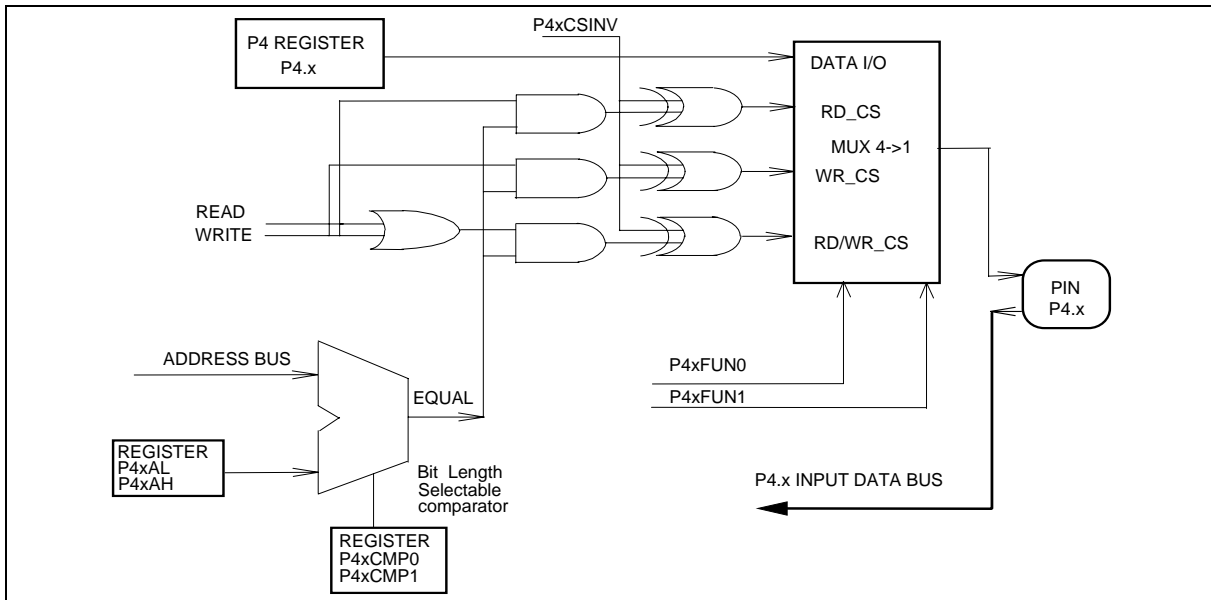 P4 REGISTER
P4.x
P4xCSINV
DATA I/O
RD_CS
MUX 4->1
WR_CS
RD/WR_CS
READ
WRITE
PIN
P4.x
ADDRESS BUS
EQUAL
P4xFUN0
P4xFUN1
REGISTER
P4xAL
P4xAH
Bit Length
Selectable
comparator
P4.x INPUT DATA BUS
REGISTER
P4xCMP0
P4xCMP1